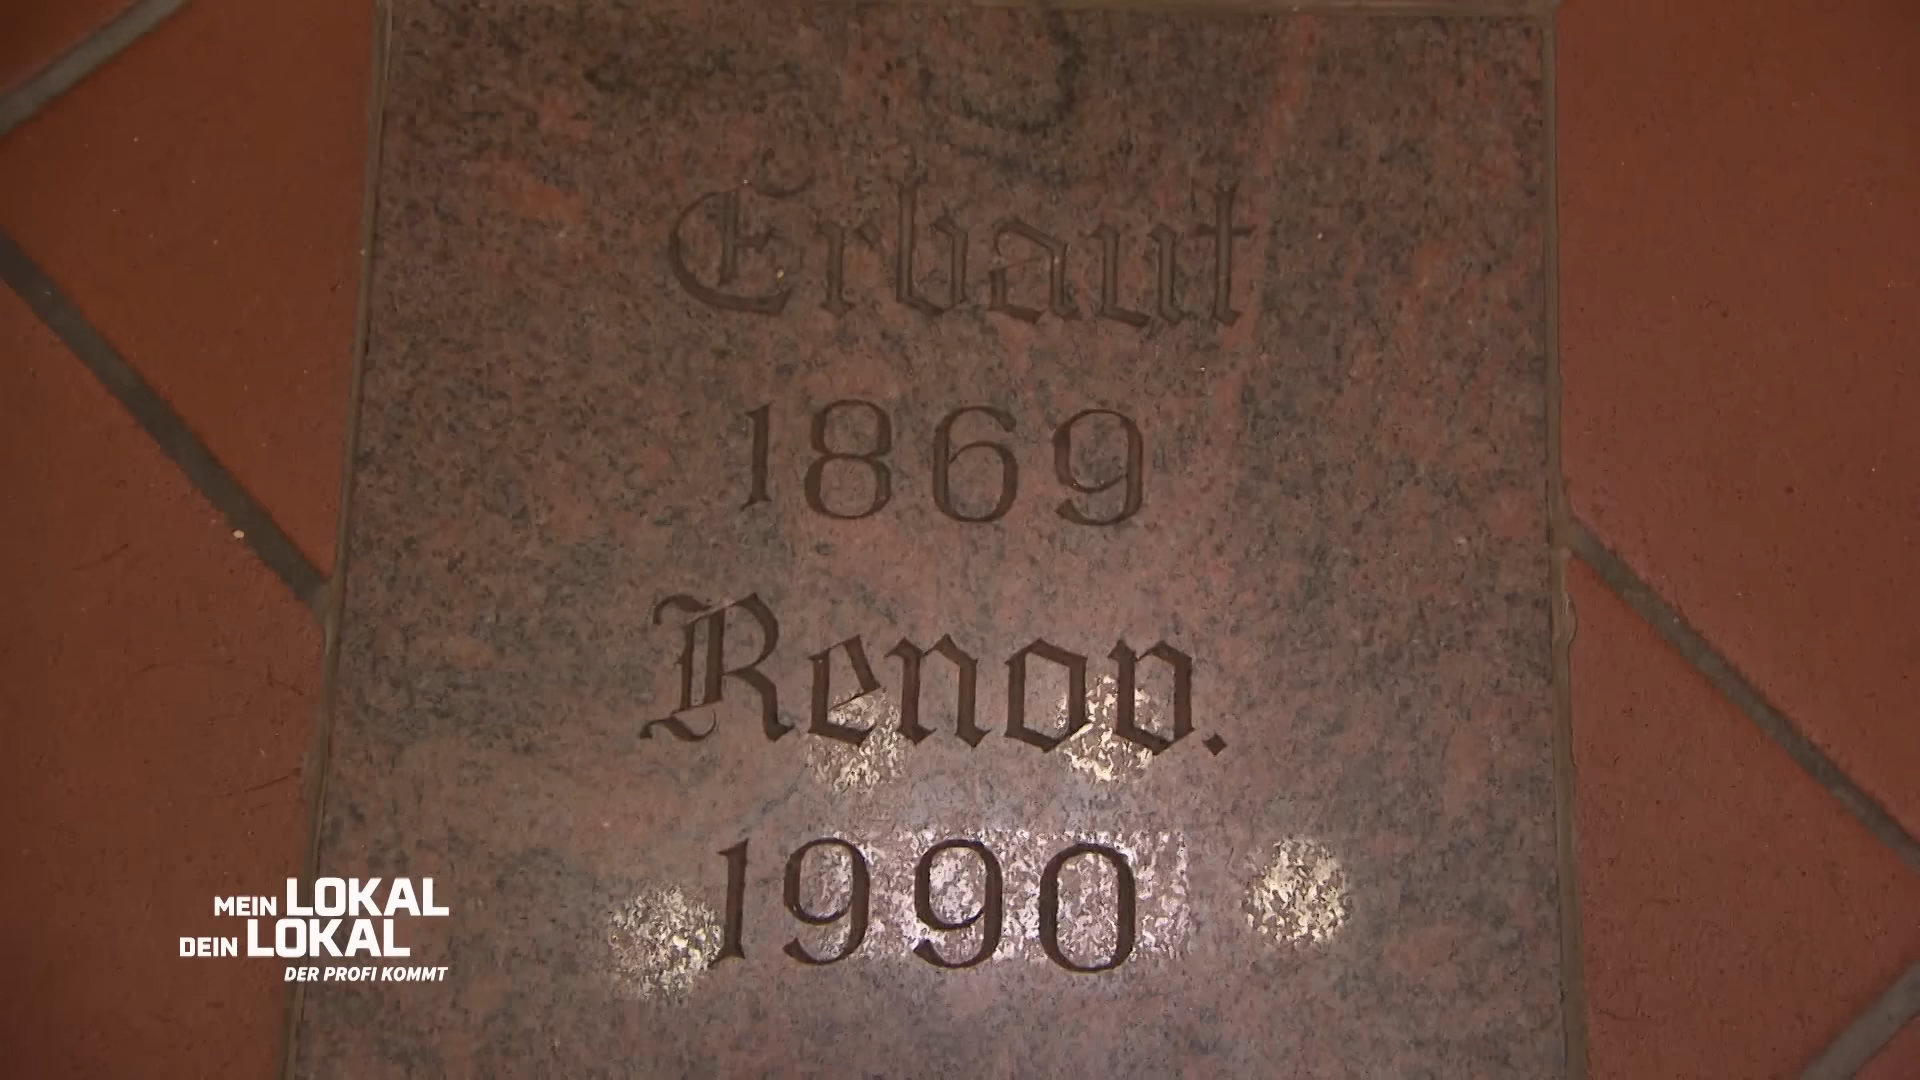 Erbaut
1869
Renov.
1990
MEIN LOKAL
DEIN LOKAL
DER PROFI KOMMT